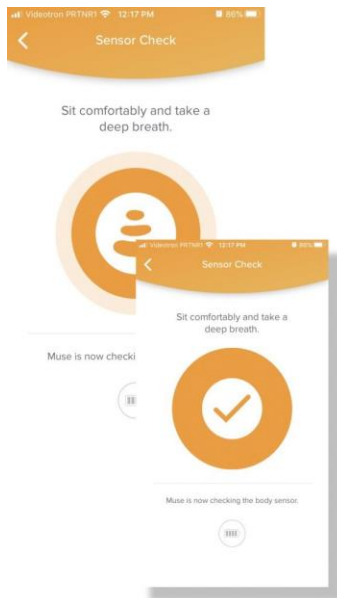 Videotron PRTNR1 12:17 PM 86%
Sensor Check
Sit comfortably and take a
deep breath.
Muse is now checki
Videotron PRTNR1 12:17 PM 86%
Sensor Check
Sit comfortably and take a
deep breath.
Muse is now checking the body sensor.